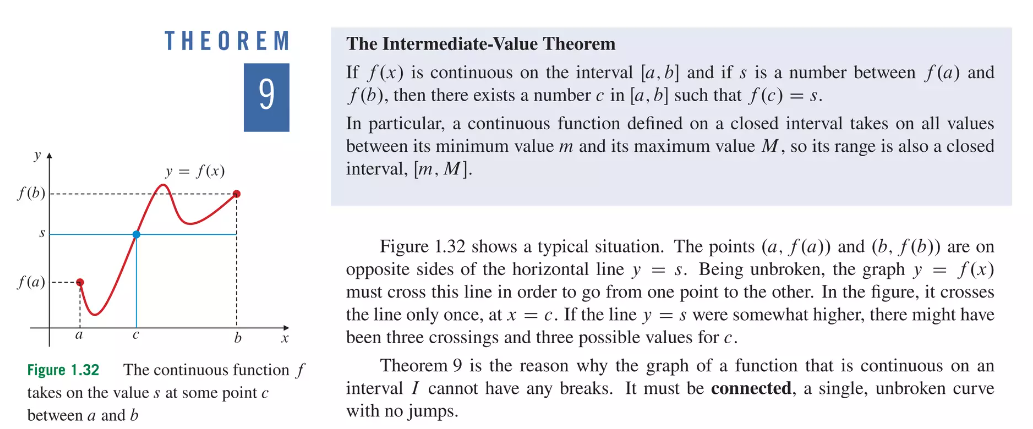 THEOREM
9
The Intermediate-Value Theorem
If f(x) is continuous on the interval [a, b] and if s is a number between f(a) and
f(b), then there exists a number c in [a, b] such that f(c) = s.
In particular, a continuous function defined on a closed interval takes on all values
between its minimum value m and its maximum value M, so its range is also a closed
interval, [m, M].
y
y = f(x)
f(b)
s
f(a)
a
c
b
x
Figure 1.32 The continuous function f
takes on the value s at some point c
between a and b
Figure 1.32 shows a typical situation. The points (a, f(a)) and (b, f(b)) are on
opposite sides of the horizontal line y = s. Being unbroken, the graph y = f(x)
must cross this line in order to go from one point to the other. In the figure, it crosses
the line only once, at x = c. If the line y = s were somewhat higher, there might have
been three crossings and three possible values for c.
Theorem 9 is the reason why the graph of a function that is continuous on an
interval I cannot have any breaks. It must be connected, a single, unbroken curve
with no jumps.